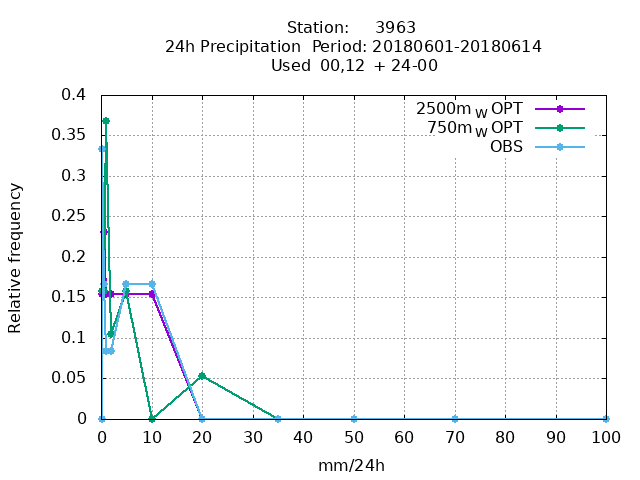 Station: 3963
24h Precipitation Period: 20180601-20180614
Used 00,12 + 24-00
0.4
0.35
0.3
0.25
0.2
0.15
0.1
0.05
0
Relative frequency
2500m W OPT
750m W OPT
OBS
0 10 20 30 40 50 60 70 80 90 100
mm/24h